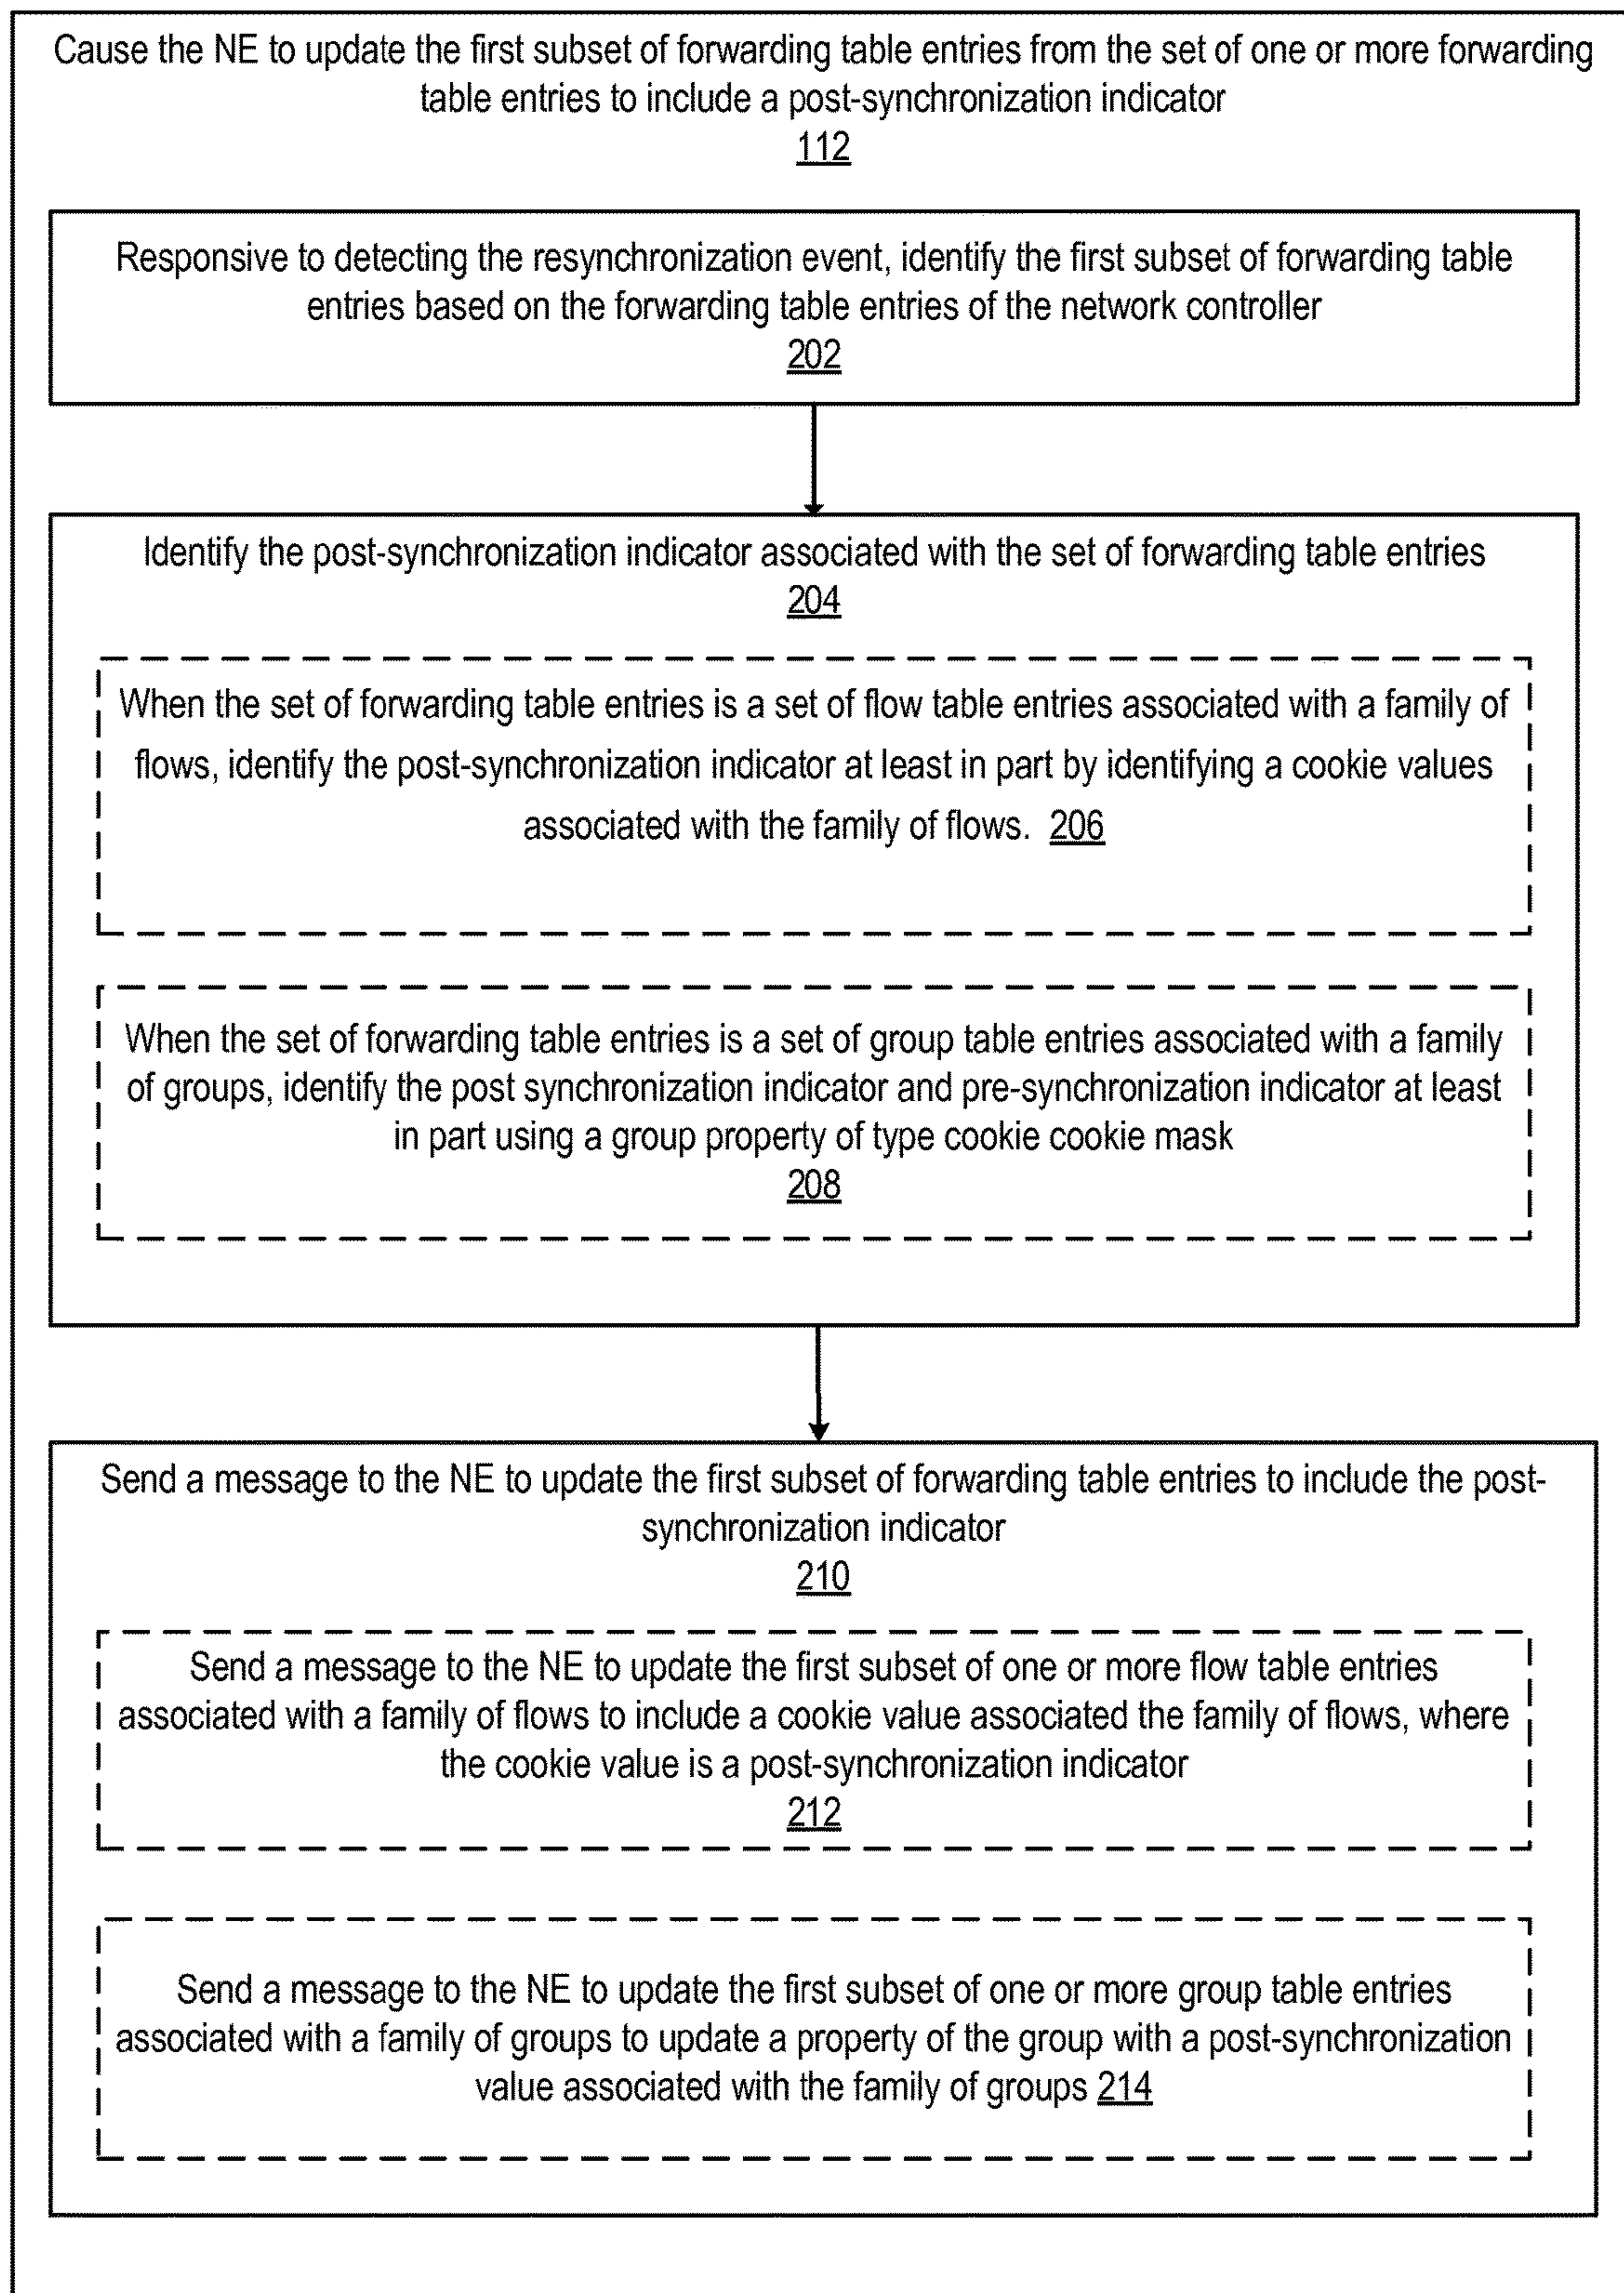 Cause the NE to update the first subset of forwarding table entries from the set of one or more forwarding
table entries to include a post-synchronization indicator
112
Responsive to detecting the resynchronization event, identify the first subset of forwarding table
entries based on the forwarding table entries of the network controller
202
Identify the post-synchronization indicator associated with the set of forwarding table entries
204
When the set of forwarding table entries is a set of flow table entries associated with a family of
flows, identify the post-synchronization indicator at least in part by identifying a cookie values
associated with the family of flows. 206
When the set of forwarding table entries is a set of group table entries associated with a family
of groups, identify the post synchronization indicator and pre-synchronization indicator at least
in part using a group property of type cookie cookie mask
208
Send a message to the NE to update the first subset of forwarding table entries to include the post-
synchronization indicator
210
Send a message to the NE to update the first subset of one or more flow table entries
associated with a family of flows to include a cookie value associated the family of flows, where
the cookie value is a post-synchronization indicator
212
Send a message to the NE to update the first subset of one or more group table entries
associated with a family of groups to update a property of the group with a post-synchronization
value associated with the family of groups 214